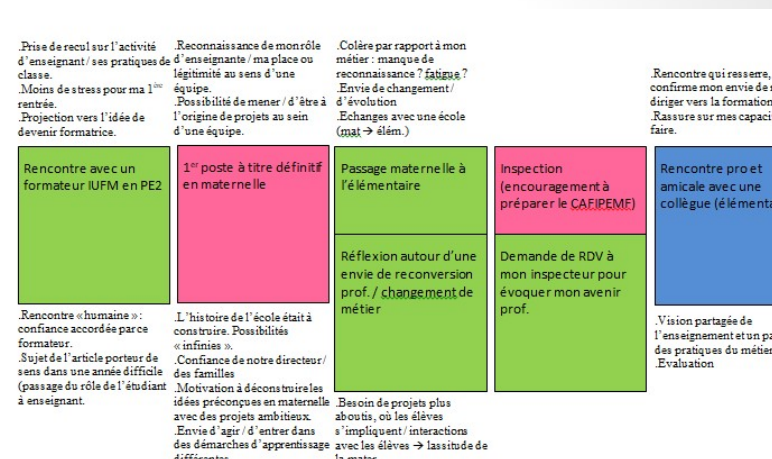 .Prise de recul sur l'activité
d'enseignant / ses pratiques de
classe.
.Moins de stress pour ma 1ère
rentrée.
.Projection vers l'idée de
devenir formatrice.
.Reconnaissance de mon rôle
d'enseignante / ma place ou
légitimité au sens d'une
équipe.
.Possibilité de mener / d'être à
l'origine de projets au sein
d'une équipe.
.Colère par rapport à mon
métier : manque de
reconnaissance ? fatigue ?
.Envie de changement /
d'évolution
.Echanges avec une école
(mat → élém.)
.Rencontre qui resserre,
confirme mon envie de
diriger vers la formation
.Rassure sur mes
faire.
Rencontre avec un
formateur IUFM en PE2
1er poste à titre définitif
en maternelle
Passage maternelle à
l'élémentaire
Inspection
(encouragement à
préparer le CAFIPEMF)
Rencontre pro et
amicale avec une
collègue
Réflexion autour d'une
envie de reconversion
prof. / changement de
métier
Demande de RDV à
mon inspecteur pour
évoquer mon avenir
prof.
.Rencontre « humaine » :
confiance accordée par ce
formateur.
.Sujet de l'article porteur de
sens dans une année difficile
(passage du rôle de l'étudiant
à enseignant.
.L'histoire de l'école était à
construire. Possibilités
« infinies ».
.Confiance de notre directeur /
des familles
.Motivation à déconstruire les
idées préconçues en maternelle
avec des projets ambitieux.
.Envie d'agir / d'entrer dans
des démarches d'apprentissage
différentes
.Besoin de projets plus
aboutis, où les élèves
s'impliquent / interactions
avec les élèves → lassitude de
la mater
.Vision partagée de
l'enseignement et un
des pratiques du métier
.Evaluation